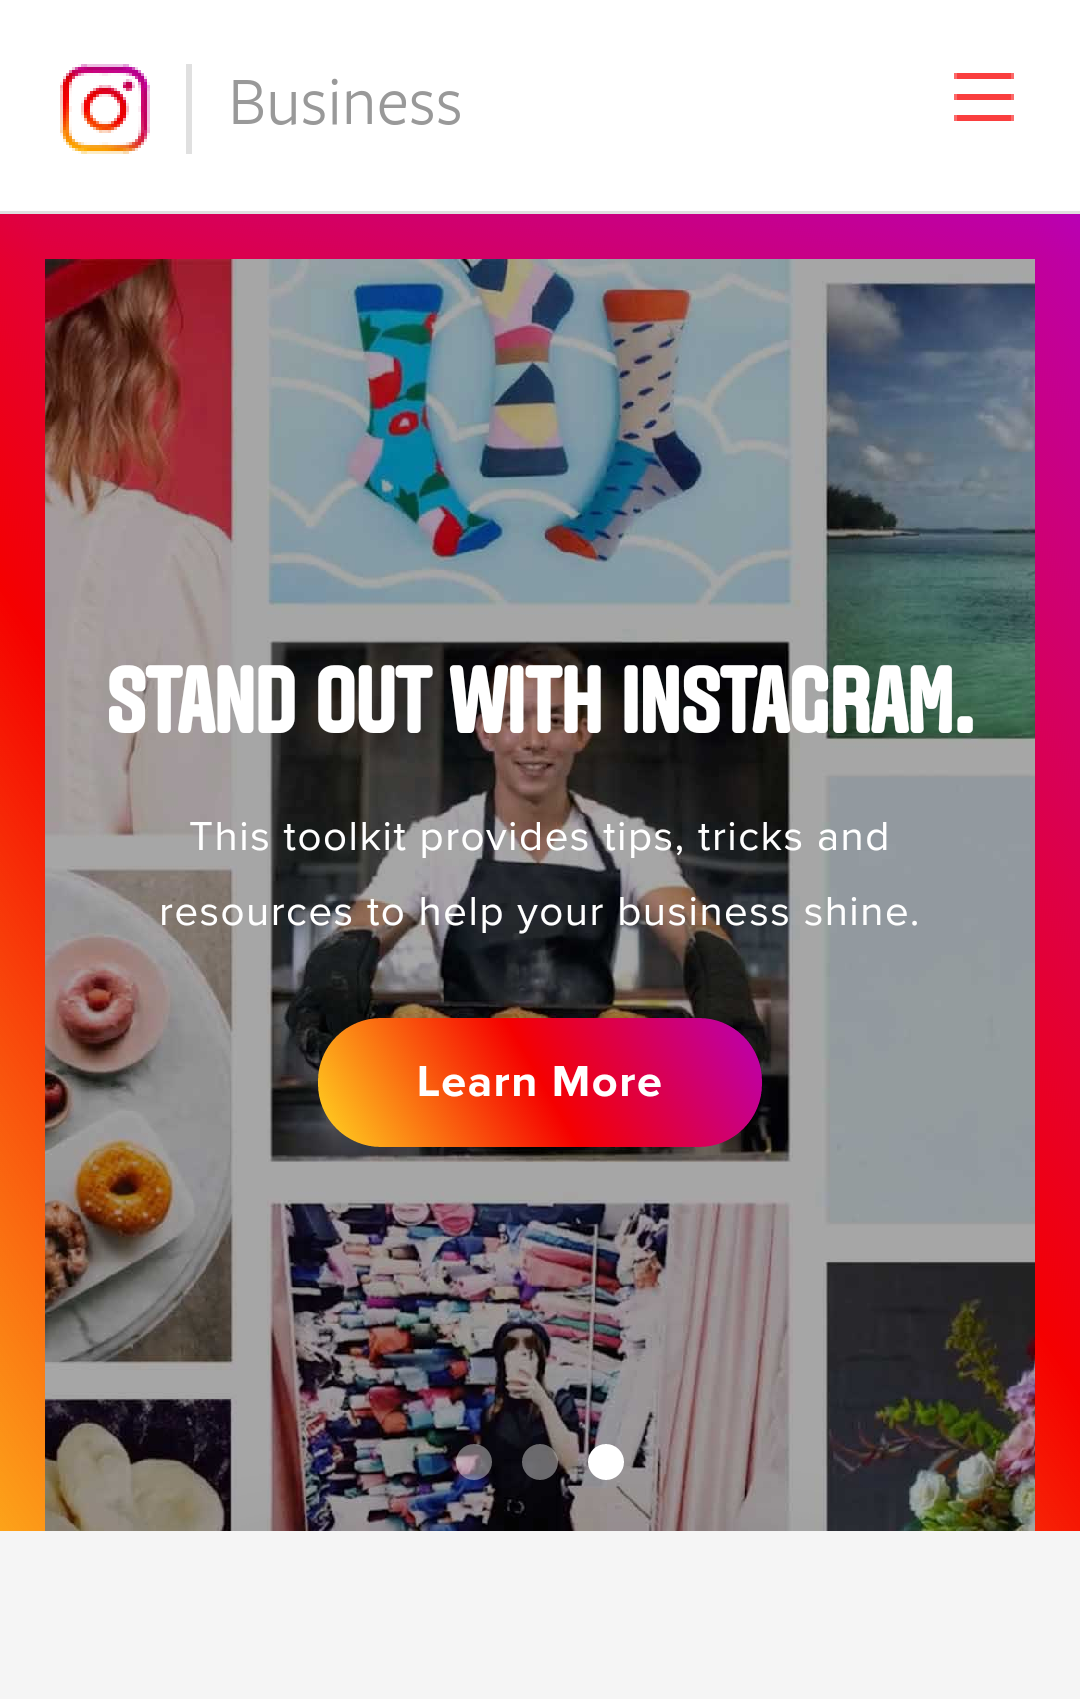 Business
STAND OUT WITH INSTAGRAM.
This toolkit provides tips, tricks and
resources to help your business shine.
Learn More